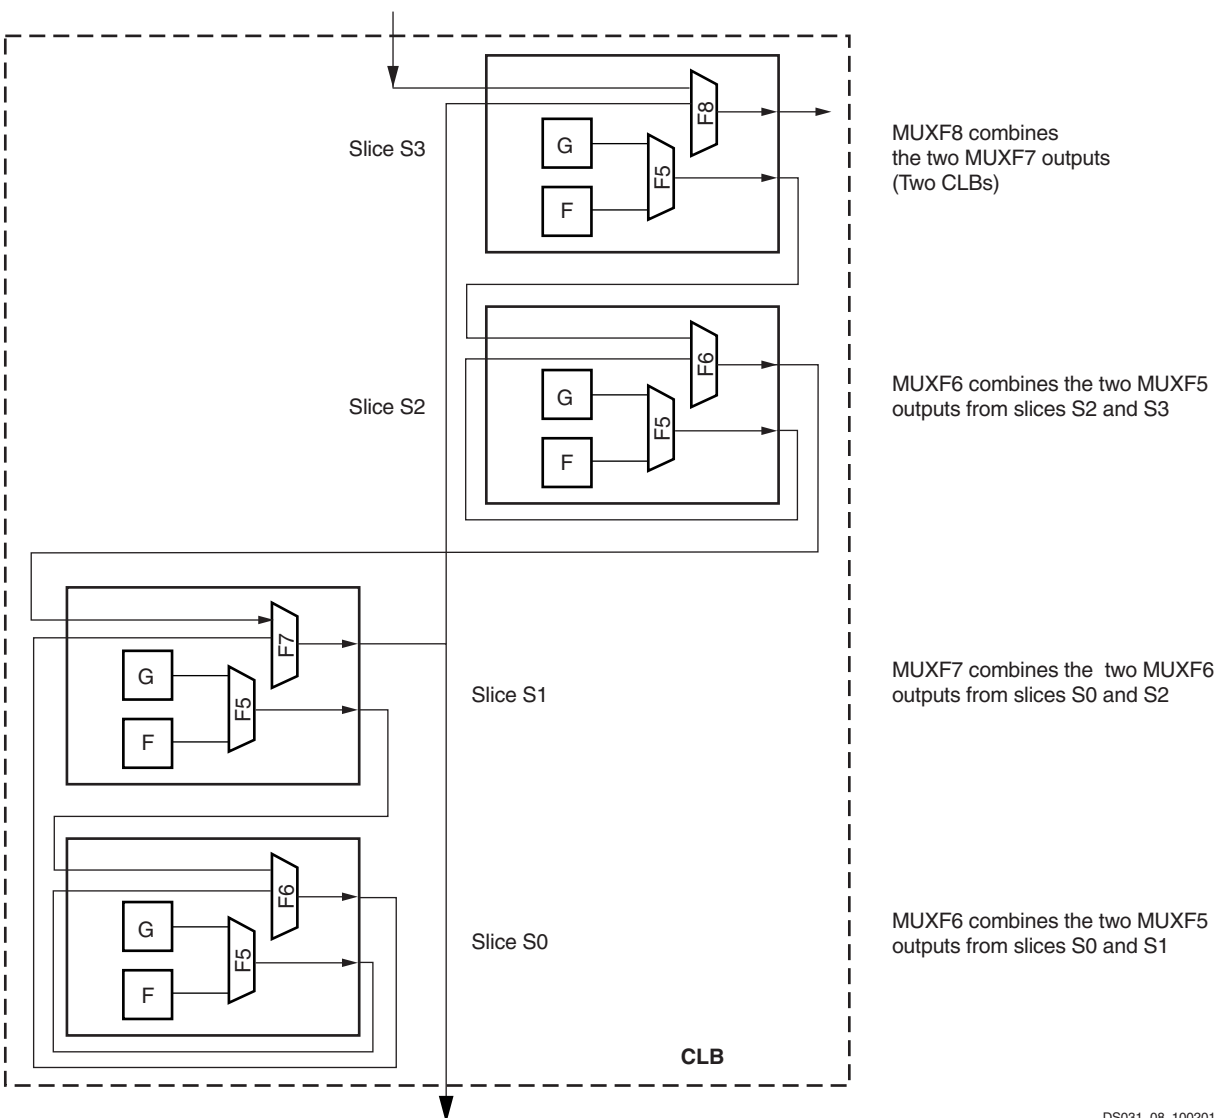 F8
Slice S3
G
F5
F
MUXF8 combines
the two MUXF7 outputs
(Two CLBs)
F6
Slice S2
G
F5
F
MUXF6 combines the two MUXF5
outputs from slices S2 and S3
F7
G
F5
F
Slice S1
MUXF7 combines the two MUXF6
outputs from slices S0 and S2
F6
G
F5
F
Slice S0
MUXF6 combines the two MUXF5
outputs from slices S0 and S1
CLB
DS031_08_100201